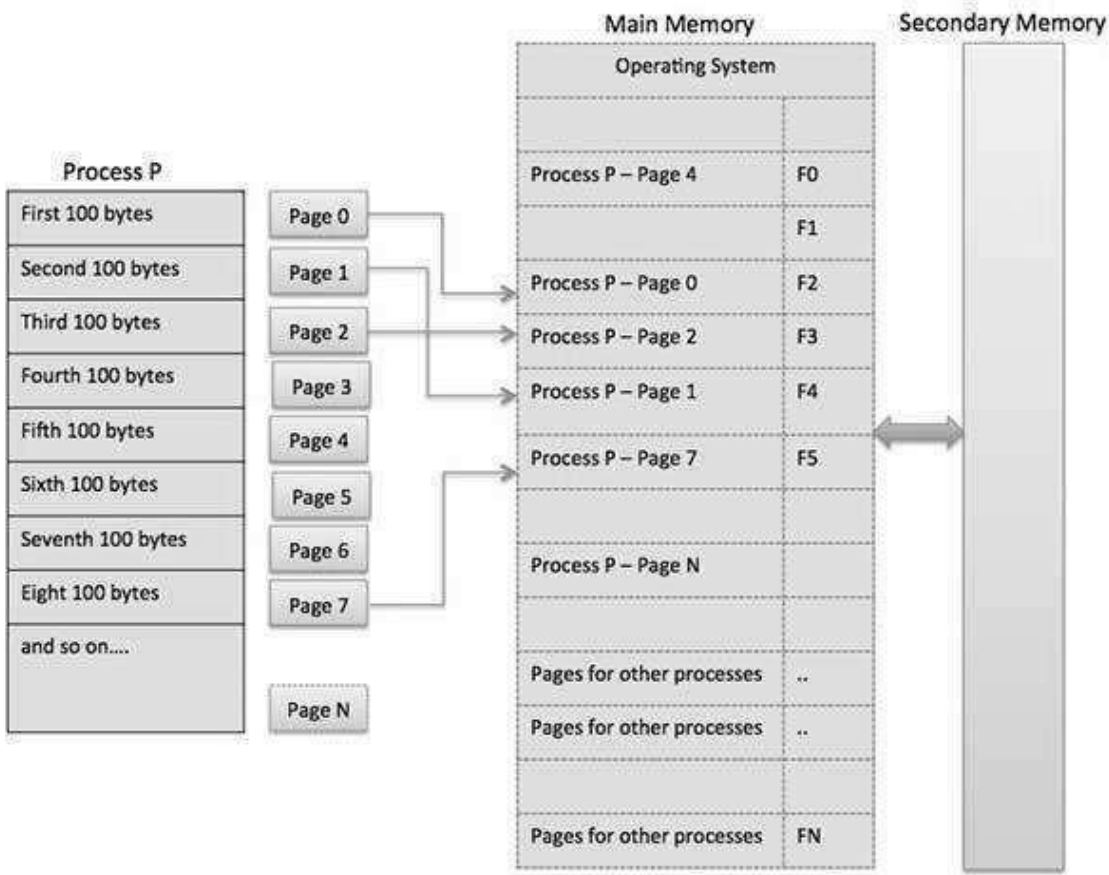 Main Memory
Secondary Memory
Operating System
Process P
Process P – Page 4 F0
First 100 bytes
Page 0
F1
Second 100 bytes
Page 1
Process P – Page 0 F2
Third 100 bytes
Page 2
Process P – Page 2 F3
Fourth 100 bytes
Page 3
Process P – Page 1 F4
Fifth 100 bytes
Page 4
Process P – Page 7 F5
Sixth 100 bytes
Page 5
Seventh 100 bytes
Page 6
Process P – Page N
Eight 100 bytes
Page 7
and so on....
Pages for other processes ..
Page N
Pages for other processes ..
Pages for other processes FN